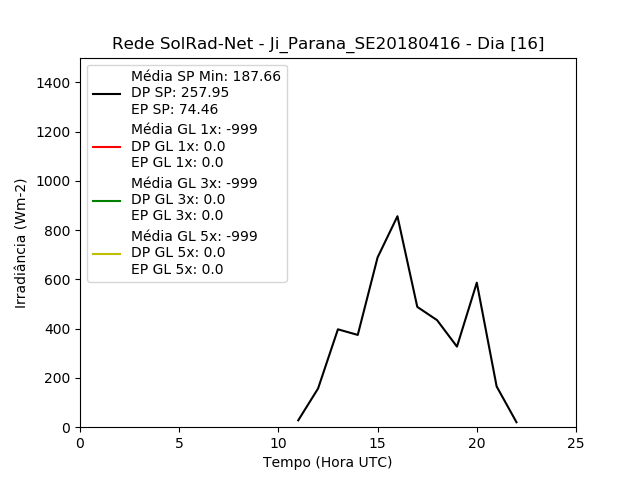 Rede SolRad-Net - Ji_Parana_SE20180416 - Dia [16]
Média SP Min: 187.66
DP SP: 257.95
EP SP: 74.46
Média GL 1x: -999
DP GL 1x: 0.0
EP GL 1x: 0.0
Média GL 3x: -999
DP GL 3x: 0.0
EP GL 3x: 0.0
Média GL 5x: -999
DP GL 5x: 0.0
EP GL 5x: 0.0
Irradiância (Wm-2)
1400
1200
1000
800
600
400
200
0
0 5 10 15 20 25
Tempo (Hora UTC)